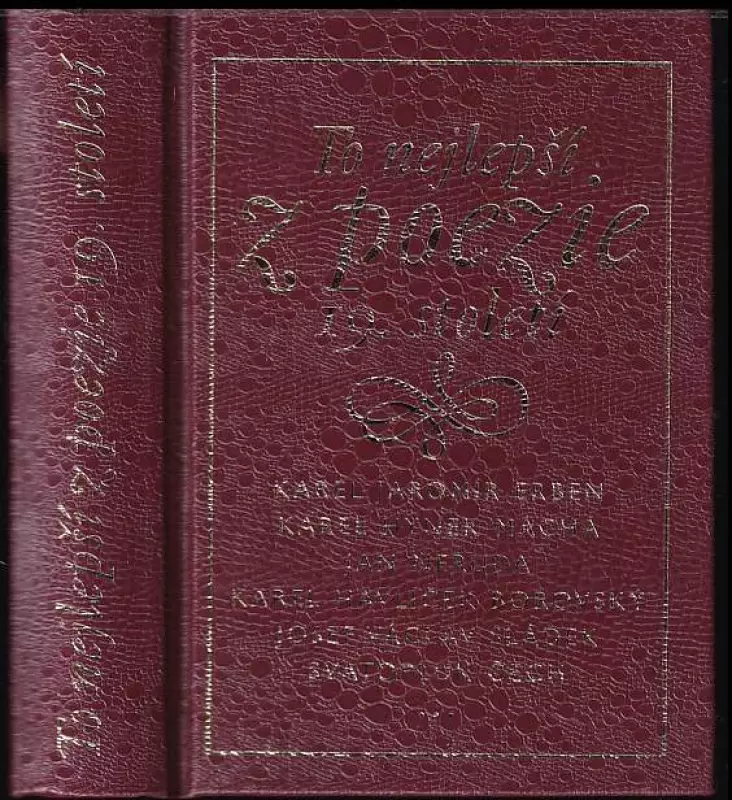 To nejlepší z poezie 19. století
To nejlepší
z poezie
19. století
KAREL JAROMÍR ERBEN
KAREL HYNEK MÁCHA
JAN NERUDA
KAREL HAVLÍČEK BOROVSKÝ
JOSEF VÁCLAV SLÁDEK
SVATOPLUK ČECH